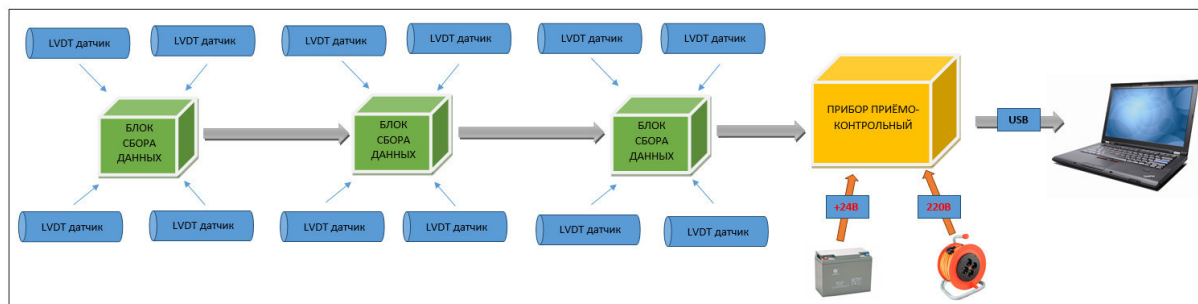 LVDT датчик
LVDT датчик
LVDT датчик
LVDT датчик
LVDT датчик
LVDT датчик
БЛОК
СБОРА
ДАННЫХ
БЛОК
СБОРА
ДАННЫХ
БЛОК
СБОРА
ДАННЫХ
ПРИБОР ПРИЁМО-
КОНТРОЛЬНЫЙ
USB
LVDT датчик
LVDT датчик
LVDT датчик
LVDT датчик
LVDT датчик
LVDT датчик
+24В
220В